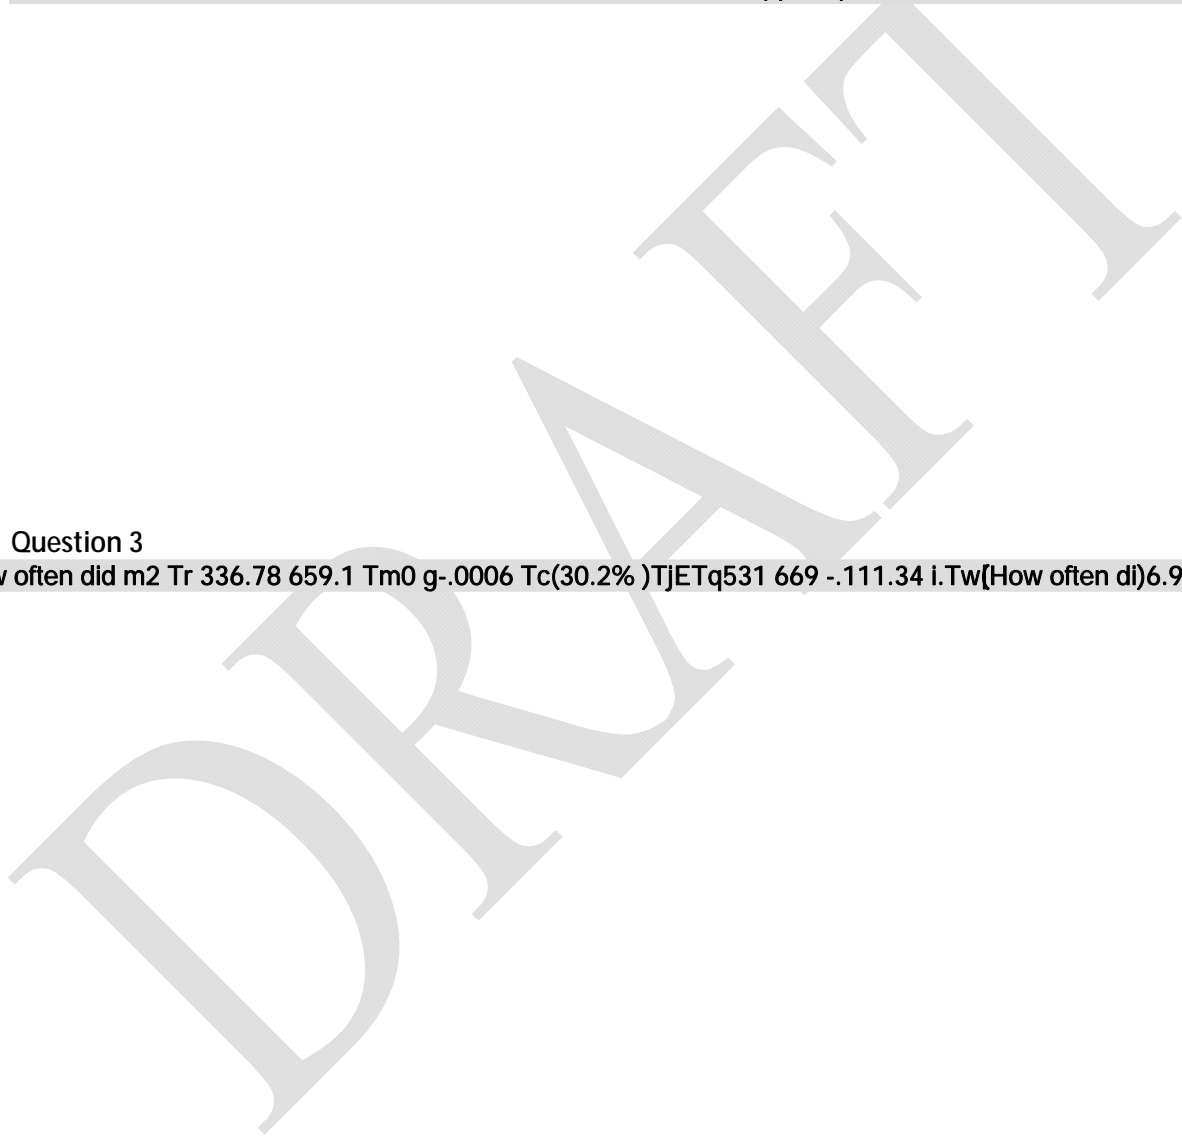 DRAFT
Question 3
often did m2 Tr 336.78 659.1 Tm0 g-.0006 Tc(30.2% )TjETq531 669 -.111.34 i.Tw[How often di)6.9